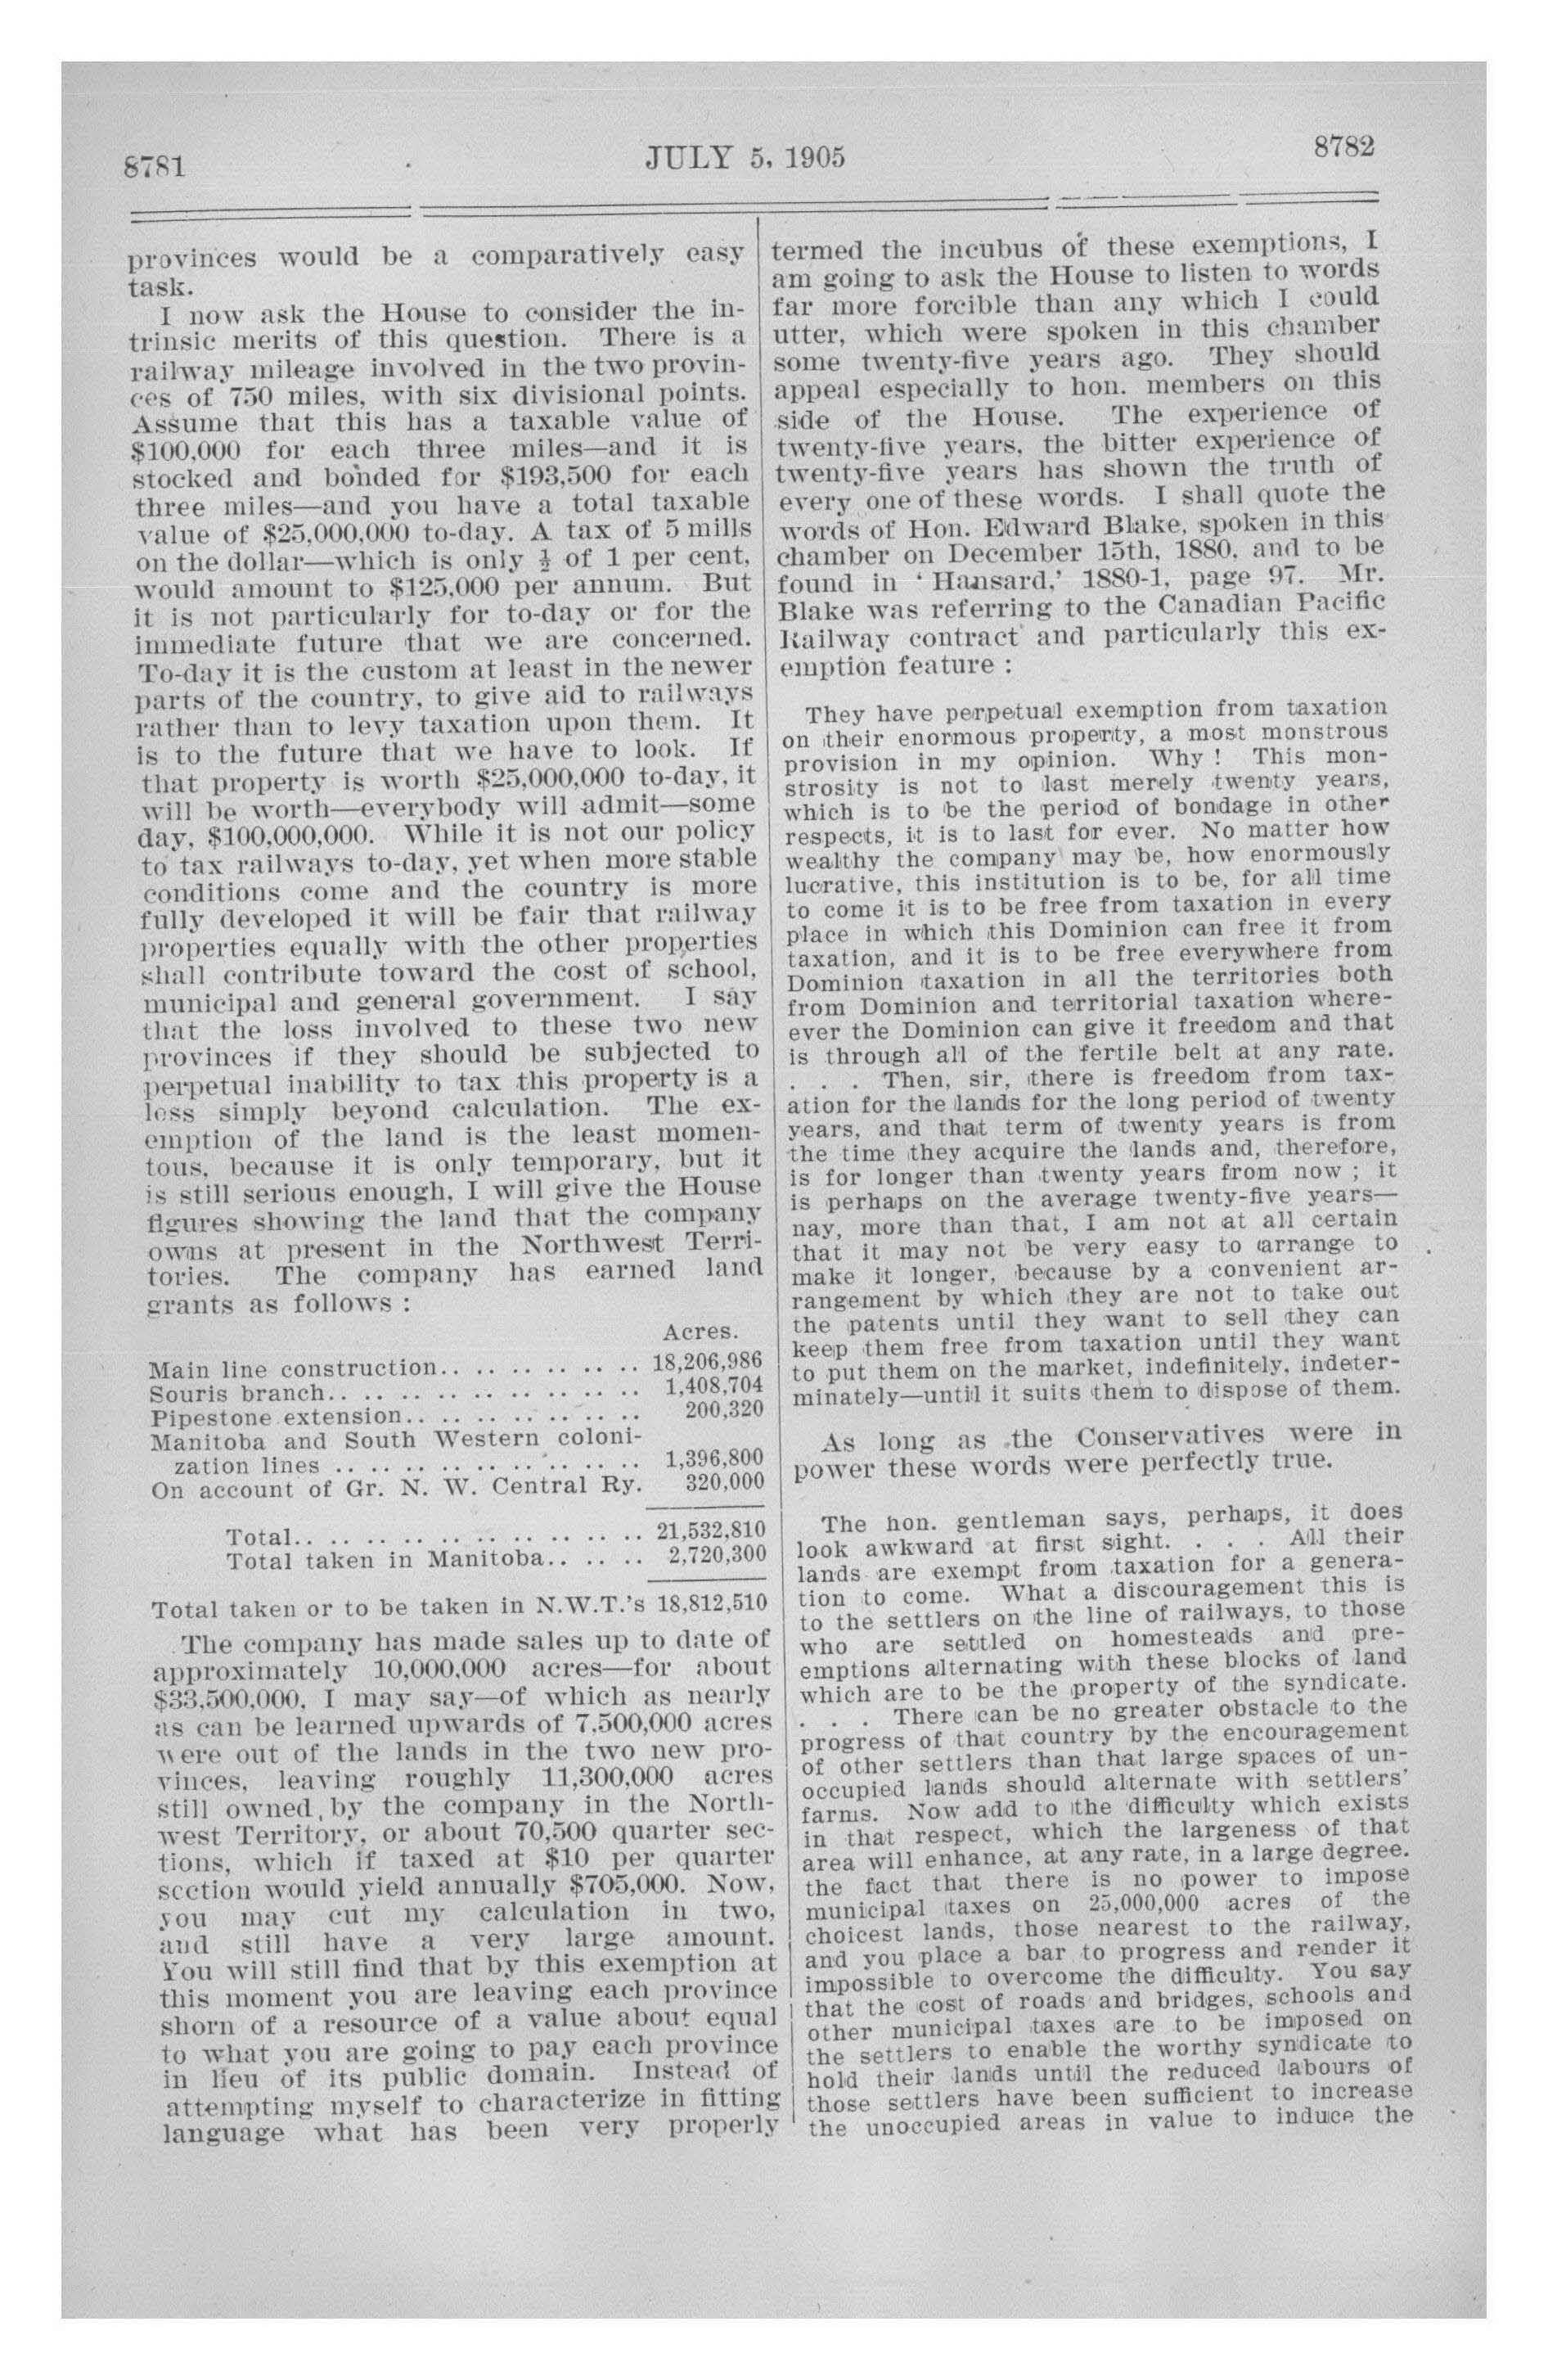 8781
JULY 5, 1905
8782
provinces would be a comparatively easy
task.
I now ask the House to consider the in-
trinsic merits of this question. There is a
railway mileage involved in the two provin-
ces of 750 miles, with six divisional points.
Assume that this has a taxable value of
$100,000 for each three miles—and it is
stocked and bonded for $193,500 for each
three miles—and you have a total taxable
value of $25,000,000 to-day. A tax of 5 mills
on the dollar—which is only ½ of 1 per cent,
would amount to $125,000 per annum. But
it is not particularly for to-day or for the
immediate future that we are concerned.
To-day it is the custom at least in the newer
parts of the country, to give aid to railways
rather than to levy taxation upon them. It
is to the future that we have to look. If
that property is worth $25,000,000 to-day, it
will be worth—everybody will admit—some
day, $100,000,000. While it is not our policy
to tax railways to-day, yet when more stable
conditions come and the country is more
fully developed it will be fair that railway
properties equally with the other properties
shall contribute toward the cost of school,
municipal and general government. I say
that the loss involved to these two new
provinces if they should be subjected to
perpetual inability to tax this property is a
loss simply beyond calculation. The ex-
emption of the land is the least momen-
tous, because it is only temporary, but it
is still serious enough, I will give the House
figures showing the land that the company
owns at present in the Northwest Terri-
tories. The company has earned land
grants as follows :
Acres.
Main line construction.. .. .. .. .. .. 18,206,986
Souris branch.. .. .. .. .. .. .. .. .. 1,408,704
Pipestone extension.. .. .. .. .. .. .. 200,320
Manitoba and South Western coloni-
zation lines .. .. .. .. .. .. .. .. .. 1,396,800
On account of Gr. N. W. Central Ry. 320,000
Total.. .. .. .. .. .. .. .. .. .. 21,532,810
Total taken in Manitoba.. .. .. 2,720,300
Total taken or to be taken in N.W.T.'s 18,812,510
The company has made sales up to date of
approximately 10,000,000 acres—for about
$33,500,000, I may say—of which as nearly
as can be learned upwards of 7,500,000 acres
were out of the lands in the two new pro-
vinces, leaving roughly 11,300,000 acres
still owned by the company in the North-
west Territory, or about 70,500 quarter sec-
tions, which if taxed at $10 per quarter
section would yield annually $705,000. Now,
you may cut my calculation in two,
and still have a very large amount.
You will still find that by this exemption at
this moment you are leaving each province
shorn of a resource of a value about equal
to what you are going to pay each province
in lieu of its public domain. Instead of
attempting myself to characterize in fitting
language what has been very properly
termed the incubus of these exemptions, I
am going to ask the House to listen to words
far more forcible than any which I could
utter, which were spoken in this chamber
some twenty-five years ago. They should
appeal especially to hon. members on this
side of the House. The experience of
twenty-five years, the bitter experience of
twenty-five years has shown the truth of
every one of these words. I shall quote the
words of Hon. Edward Blake, spoken in this
chamber on December 15th, 1880, and to be
found in ‘ Hansard,’ 1880-1, page 97. Mr.
Blake was referring to the Canadian Pacific
Railway contract and particularly this ex-
emption feature :
They have perpetual exemption from taxation
on their enormous property, a most monstrous
provision in my opinion. Why ! This mon-
strosity is not to last merely twenty years,
which is to be the period of bondage in other
respects, it is to last for ever. No matter how
wealthy the company may be, how enormously
lucrative, this institution is to be, for all time
to come it is to be free from taxation in every
place in which this Dominion can free it from
taxation, and it is to be free everywhere from
Dominion taxation in all the territories both
from Dominion and territorial taxation where-
ever the Dominion can give it freedom and that
is through all of the fertile belt at any rate.
. . . Then, sir, there is freedom from tax-
ation for the lands for the long period of twenty
years, and that term of twenty years is from
the time they acquire the lands and, therefore,
is for longer than twenty years from now ; it
is perhaps on the average twenty-five years—
nay, more than that, I am not at all certain
that it may not be very easy to arrange to
make it longer, because by a convenient ar-
rangement by which they are not to take out
the patents until they want to sell they can
keep them free from taxation until they want
to put them on the market, indefinitely, indeter-
minately—until it suits them to dispose of them.
As long as the Conservatives were in
power these words were perfectly true.
The hon. gentleman says, perhaps, it does
look awkward at first sight. . . . All their
lands are exempt from taxation for a genera-
tion to come. What a discouragement this is
to the settlers on the line of railways, to those
who are settled on homesteads and pre-
emptions alternating with these blocks of land
which are to be the property of the syndicate.
. . . There can be no greater obstacle to the
progress of that country by the encouragement
of other settlers than that large spaces of un-
occupied lands should alternate with settlers'
farms. Now add to the difficulty which exists
in that respect, which the largeness of that
area will enhance, at any rate, in a large degree.
the fact that there is no power to impose
municipal taxes on 25,000,000 acres of the
choicest lands, those nearest to the railway,
and you place a bar to progress and render it
impossible to overcome the difficulty. You say
that the cost of roads and bridges, schools and
other municipal taxes are to be imposed on
the settlers to enable the worthy syndicate to
hold their lands until the reduced labours of
those settlers have been sufficient to increase
the unoccupied areas in value to induce the